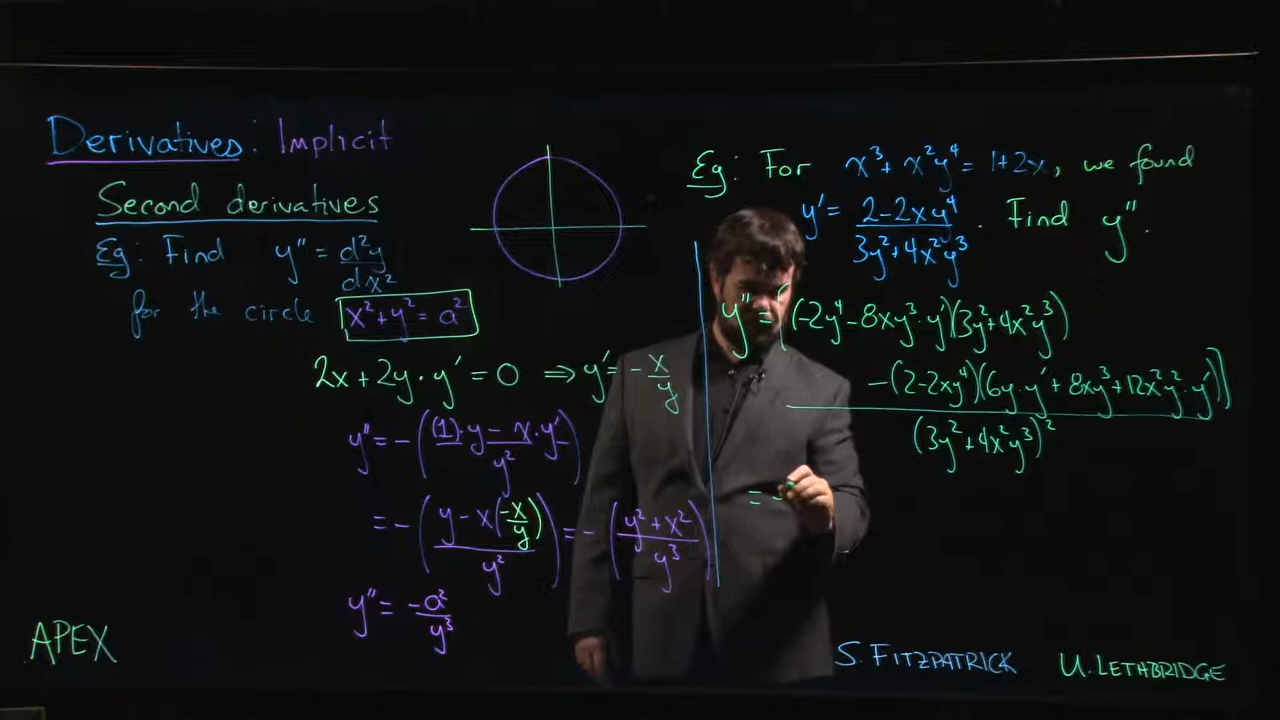 Derivatives: Implicit
Second derivatives
Eg: Find y'' = d²y/dx²
for the circle x² + y² = a²
2x + 2y · y' = 0 ⇒ y' = -x/y
y'' = -((1)·y - x·y'/y²)
= -(y - x(-x/y)/y²) = -(y² + x²/y³)
y'' = -a²/y³
APEX
Eg: For x³ + x²y⁴ = 1 + 2x, we found
y' = 2 - 2xy⁴/3y² + 4x²y³. Find y''.
y'' = [(-2y⁴ - 8xy³·y')(3y² + 4x²y³)
-(2 - 2xy⁴)(6y·y' + 8xy³ + 12x²y²·y')]
(3y² + 4x²y³)²
= -
S. FITZPATRICK U. LETHBRIDGE